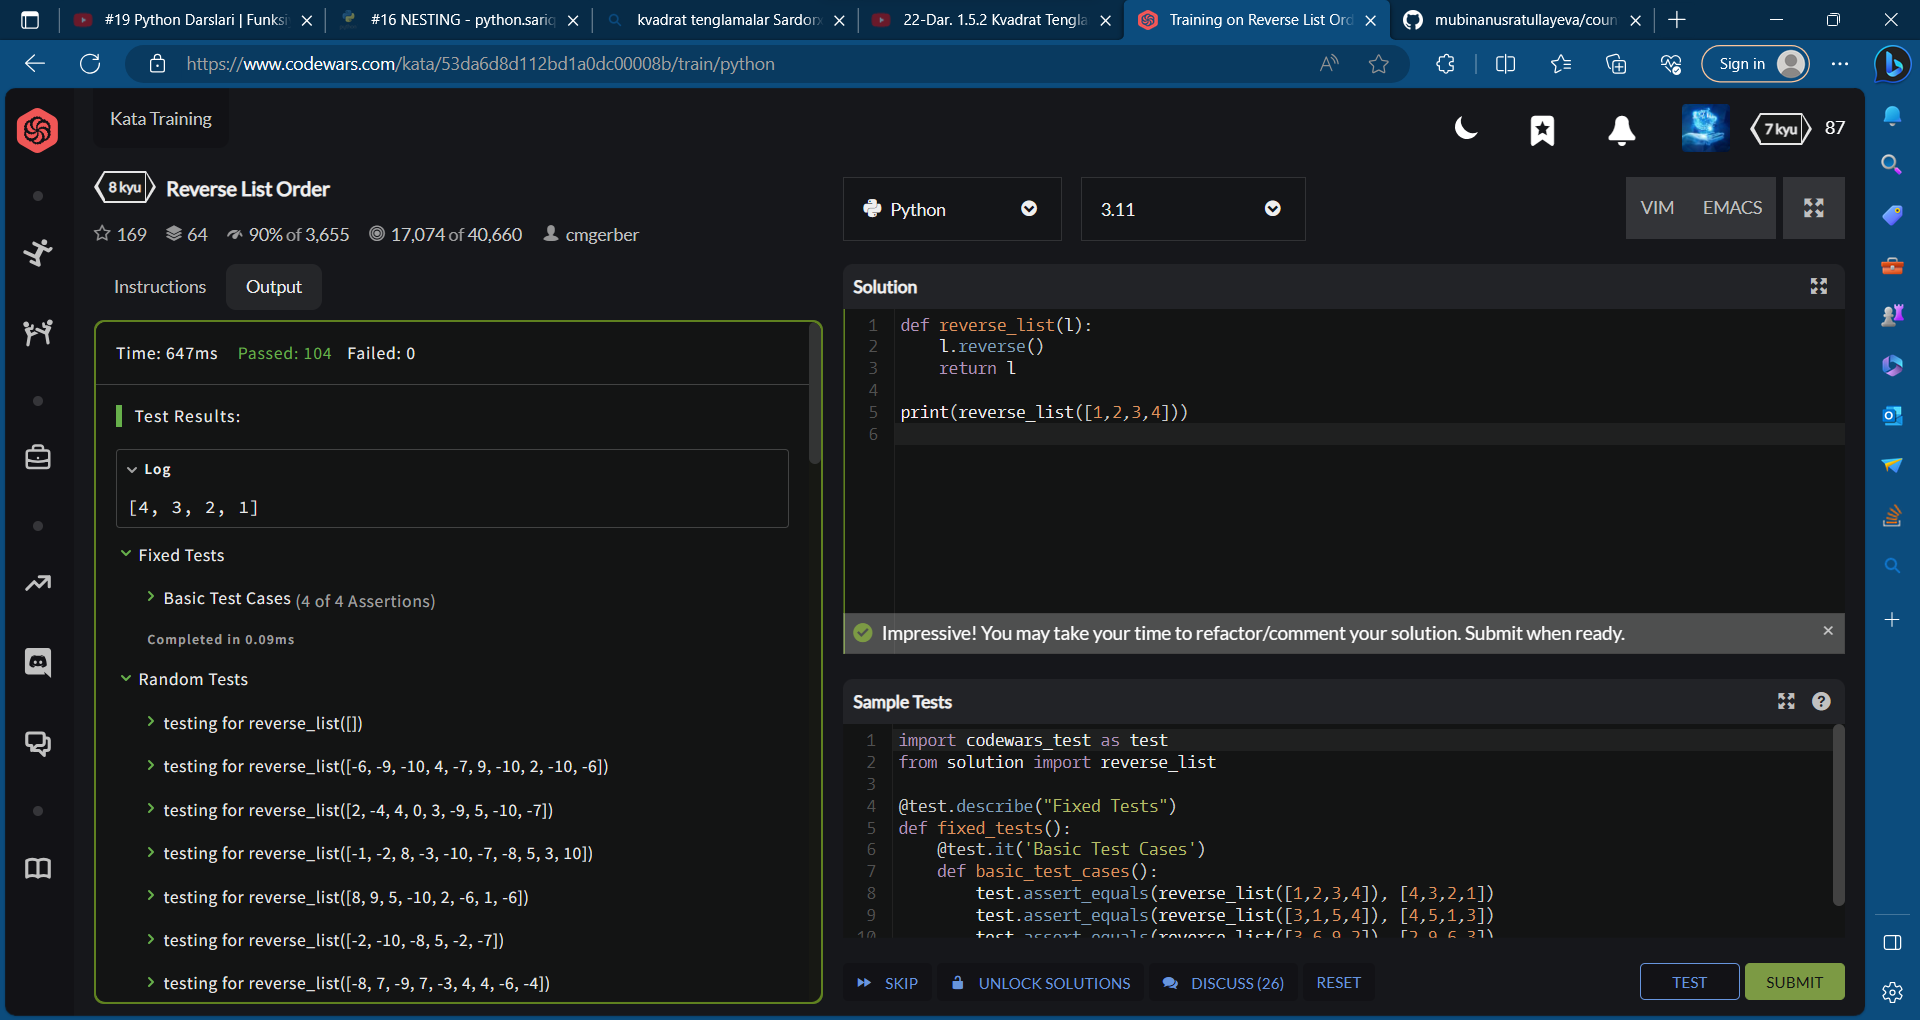 #19 Python Darslari | Funksi
#16 NESTING - python.sariq
kvadrat tenglamalar Sardor
22-Dar. 1.5.2 Kvadrat Tengla
Training on Reverse List Ord
mubinanusratullayeva/coun
https://www.codewars.com/kata/53da6d8d112bd1a0dc00008b/train/python
Sign in
Kata Training
7 kyu
87
8 kyu
Reverse List Order
169
64
90% of 3,655
17,074 of 40,660
cmgerber
Python
3.11
VIM
EMACS
Instructions
Output
Time: 647ms Passed: 104 Failed: 0
Test Results:
Log
[4, 3, 2, 1]
Fixed Tests
Basic Test Cases (4 of 4 Assertions)
Completed in 0.09ms
Random Tests
testing for reverse_list([])
testing for reverse_list([-6, -9, -10, 4, -7, 9, -10, 2, -10, -6])
testing for reverse_list([2, -4, 4, 0, 3, -9, 5, -10, -7])
testing for reverse_list([-1, -2, 8, -3, -10, -7, -8, 5, 3, 10])
testing for reverse_list([8, 9, 5, -10, 2, -6, 1, -6])
testing for reverse_list([-2, -10, -8, 5, -2, -7])
testing for reverse_list([-8, 7, -9, 7, -3, 4, 4, -6, -4])
Solution
1 def reverse_list(l):
2 l.reverse()
3 return l
4
5 print(reverse_list([1,2,3,4]))
6
Impressive! You may take your time to refactor/comment your solution. Submit when ready.
Sample Tests
1 import codewars_test as test
2 from solution import reverse_list
3
4 @test.describe("Fixed Tests")
5 def fixed_tests():
6 @test.it('Basic Test Cases')
7 def basic_test_cases():
8 test.assert_equals(reverse_list([1,2,3,4]), [4,3,2,1])
9 test.assert_equals(reverse_list([3,1,5,4]), [4,5,1,3])
10 test.assert_equals(reverse_list([3,6,9,2]), [2,9,6,3])
SKIP
UNLOCK SOLUTIONS
DISCUSS (26)
RESET
TEST
SUBMIT